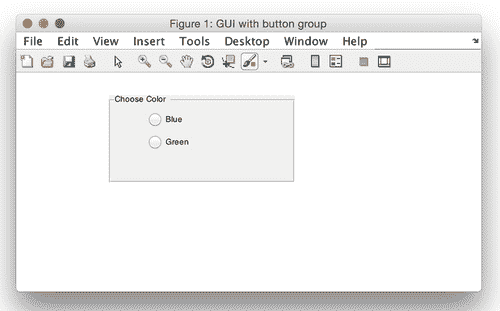 Figure 1: GUI with button group
File Edit View Insert Tools Desktop Window Help
Choose Color
Blue
Green